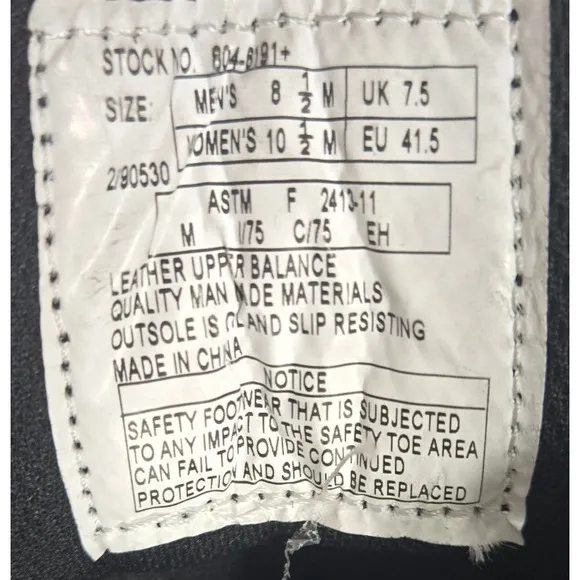 STOCK NO. 804-8191+
SIZE: MEN'S 8 1/2 M UK 7.5
WOMEN'S 10 1/2 M EU 41.5
2/90530
ASTM F 2413-11
M I/75 C/75 EH
LEATHER UPPER BALANCE
QUALITY MAN MADE MATERIALS
OUTSOLE IS OIL AND SLIP RESISTING
MADE IN CHINA
NOTICE
SAFETY FOOTWEAR THAT IS SUBJECTED
TO ANY IMPACT TO THE SAFETY TOE AREA
CAN FAIL TO PROVIDE CONTINUED
PROTECTION AND SHOULD BE REPLACED